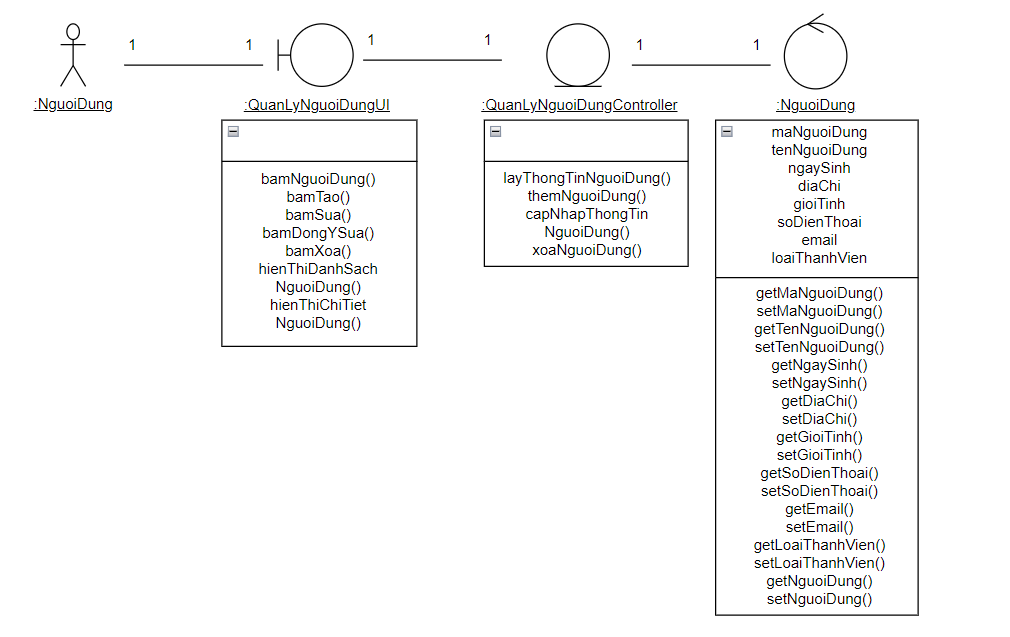 1 1 1 1 1 1
:NguoiDung :QuanLyNguoiDungUI :QuanLyNguoiDungController :NguoiDung
bamNguoiDung()
bamTao()
bamSua()
bamDongYSua()
bamXoa()
hienThiDanhSach
NguoiDung()
hienThiChiTiet
NguoiDung()
layThongTinNguoiDung()
themNguoiDung()
capNhapThongTin
NguoiDung()
xoaNguoiDung()
maNguoiDung
tenNguoiDung
ngaySinh
diaChi
gioiTinh
soDienThoai
email
loaiThanhVien
getMaNguoiDung()
setMaNguoiDung()
getTenNguoiDung()
setTenNguoiDung()
getNgaySinh()
setNgaySinh()
getDiaChi()
setDiaChi()
getGioiTinh()
setGioiTinh()
getSoDienThoai()
setSoDienThoai()
getEmail()
setEmail()
getLoaiThanhVien()
setLoaiThanhVien()
getNguoiDung()
setNguoiDung()